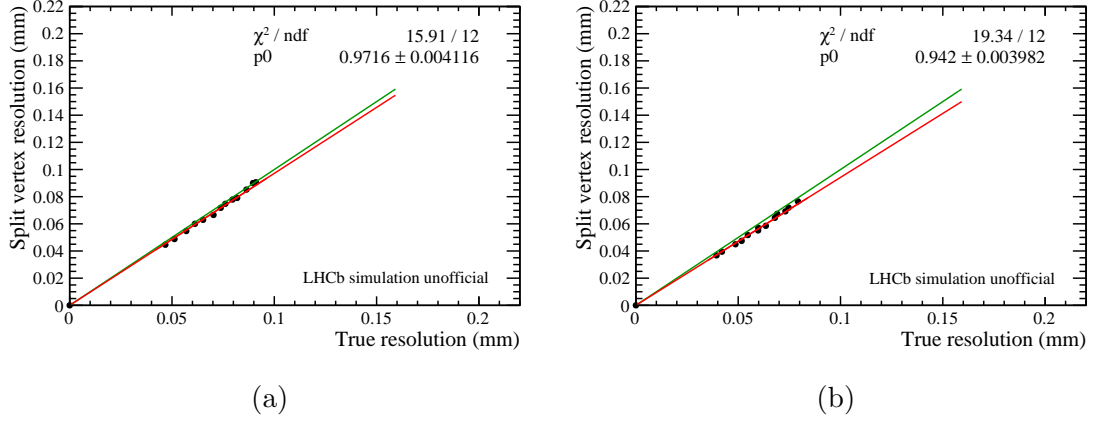 Split vertex resolution (mm)
0.22
0.2
0.18
0.16
0.14
0.12
0.1
0.08
0.06
0.04
0.02
0
χ² / ndf 15.91 / 12
p0 0.9716 ± 0.004116
LHCb simulation unofficial
0 0.05 0.1 0.15 0.2
True resolution (mm)
(a)
Split vertex resolution (mm)
0.22
0.2
0.18
0.16
0.14
0.12
0.1
0.08
0.06
0.04
0.02
0
χ² / ndf 19.34 / 12
p0 0.942 ± 0.003982
LHCb simulation unofficial
0 0.05 0.1 0.15 0.2
True resolution (mm)
(b)